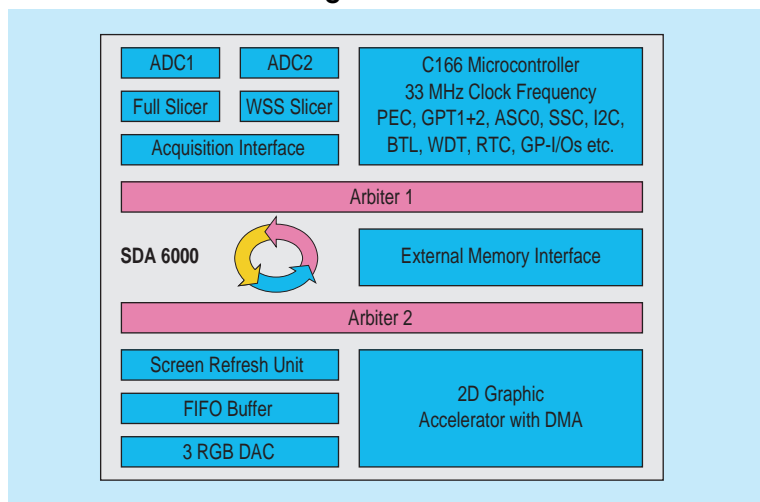 ADC1
ADC2
Full Slicer
WSS Slicer
Acquisition Interface
C166 Microcontroller
33 MHz Clock Frequency
PEC, GPT1+2, ASC0, SSC, I2C,
BTL, WDT, RTC, GP-I/Os etc.
Arbiter 1
SDA 6000
External Memory Interface
Arbiter 2
Screen Refresh Unit
FIFO Buffer
3 RGB DAC
2D Graphic
Accelerator with DMA